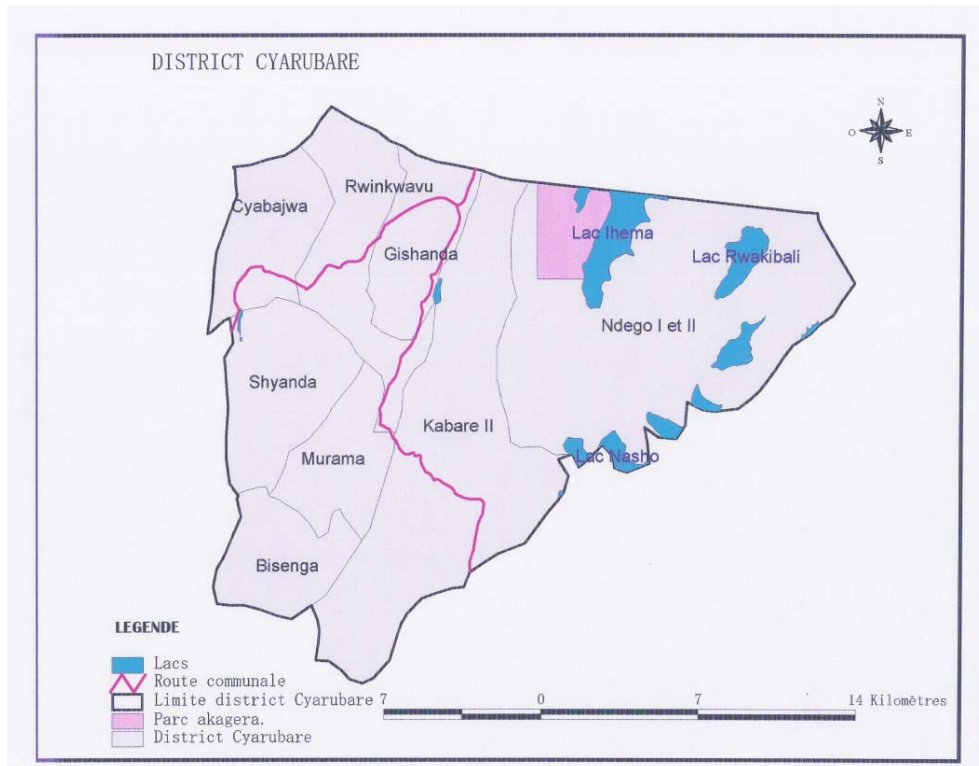 DISTRICT CYARUBARE
N
O
E
S
Rwinkwavu
Cyabajwa
Gishanda
Lac Ihema
Lac Rwakibali
Ndego I et II
Shyanda
Kabare II
Murama
Lac Nasho
Bisenga
LEGENDE
Lacs
Route communale
Limite district Cyarubare
Parc akagera.
District Cyarubare
7 0 7 14 Kilomètres